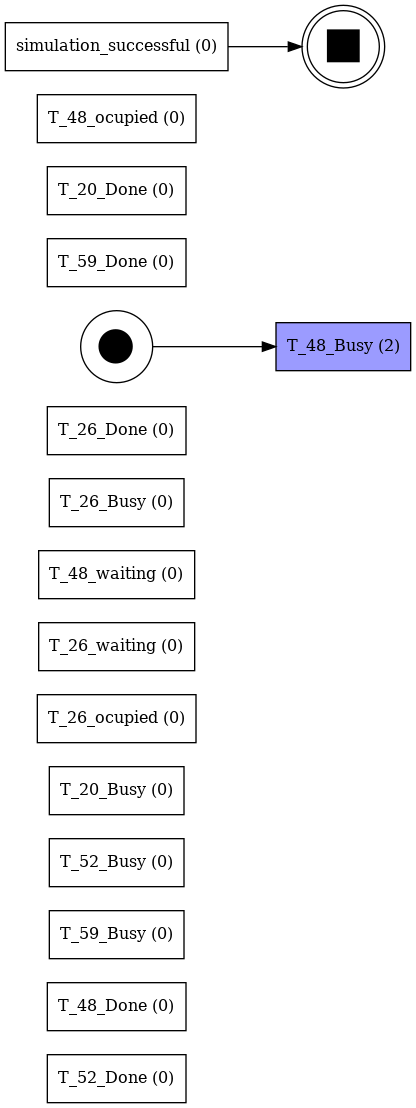 simulation_successful (0)
T_48_ocupied (0)
T_20_Done (0)
T_59_Done (0)
T_48_Busy (2)
T_26_Done (0)
T_26_Busy (0)
T_48_waiting (0)
T_26_waiting (0)
T_26_ocupied (0)
T_20_Busy (0)
T_52_Busy (0)
T_59_Busy (0)
T_48_Done (0)
T_52_Done (0)